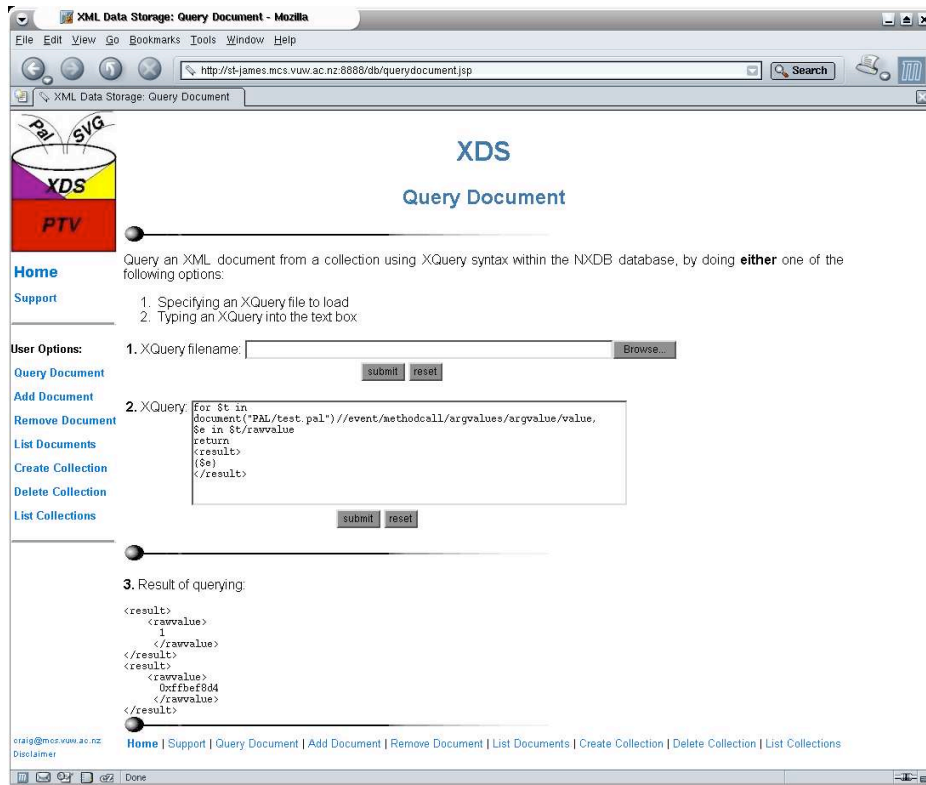 XML Data Storage: Query Document - Mozilla
File Edit View Go Bookmarks Tools Window Help
http://st-james.mcs.vuw.ac.nz:8888/db/querydocument.jsp
Search
XML Data Storage: Query Document
Pal SVG
XDS
PTV
Home
Support
User Options:
Query Document
Add Document
Remove Document
List Documents
Create Collection
Delete Collection
List Collections
craig@mcs.vuw.ac.nz
Disclaimer
XDS
Query Document
Query an XML document from a collection using XQuery syntax within the NXDB database, by doing either one of the
following options:
1. Specifying an XQuery file to load
2. Typing an XQuery into the text box
1. XQuery filename: Browse...
submit reset
2. XQuery: for $t in
document("PAL/test.pal")//event/methodcall/argvalues/argvalue/value,
$e in $t/rawvalue
return
<result>
{$e}
</result>
submit reset
3. Result of querying:
<result>
<rawvalue>
1
</rawvalue>
</result>
<result>
<rawvalue>
0xffbef8d4
</rawvalue>
</result>
Home | Support | Query Document | Add Document | Remove Document | List Documents | Create Collection | Delete Collection | List Collections
Done